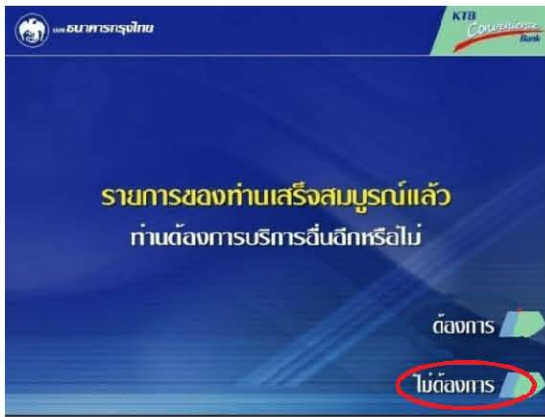 บมจ.ธนาคารกรุงไทย
KTB
Convenience
Bank
รายการของท่านเสร็จสมบูรณ์แล้ว
ท่านต้องการบริการอื่นอีกหรือไม่
ต้องการ
ไม่ต้องการ